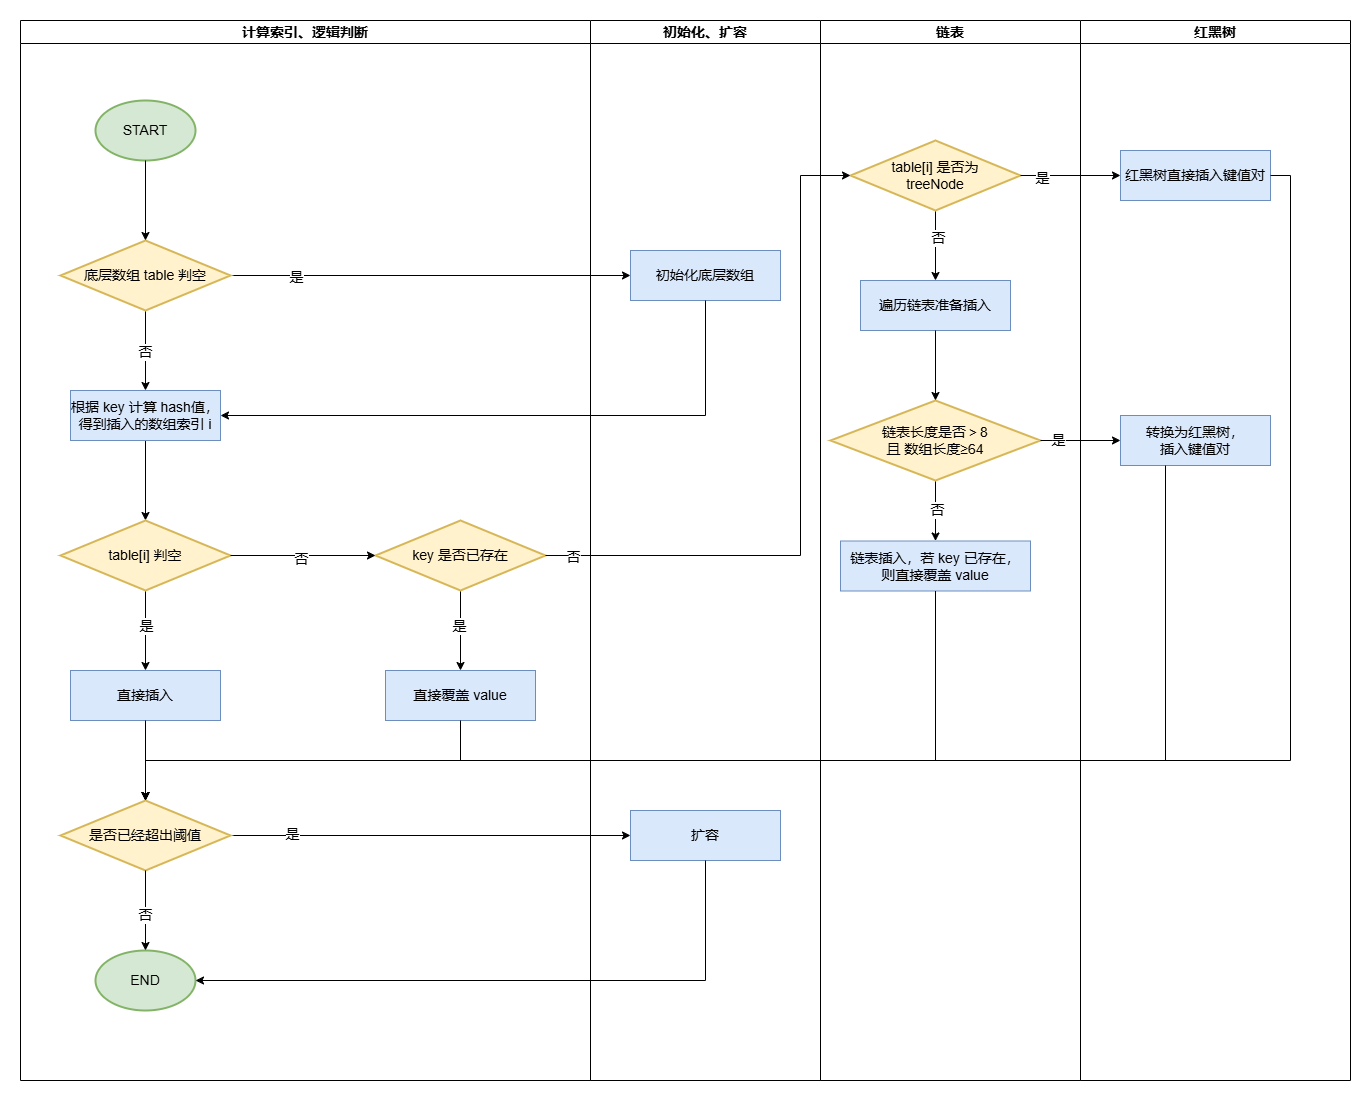 计算索引、逻辑判断
初始化、扩容
链表
红黑树
START
底层数组 table 判空
是
初始化底层数组
否
根据 key 计算 hash值，
得到插入的数组索引 i
table[i] 判空
否
key 是否已存在
否
是
直接插入
是
直接覆盖 value
table[i] 是否为
treeNode
是
红黑树直接插入键值对
否
遍历链表准备插入
链表长度是否 > 8
且 数组长度≥64
是
转换为红黑树，
插入键值对
否
链表插入，若 key 已存在，
则直接覆盖 value
是否已经超出阈值
是
扩容
否
END